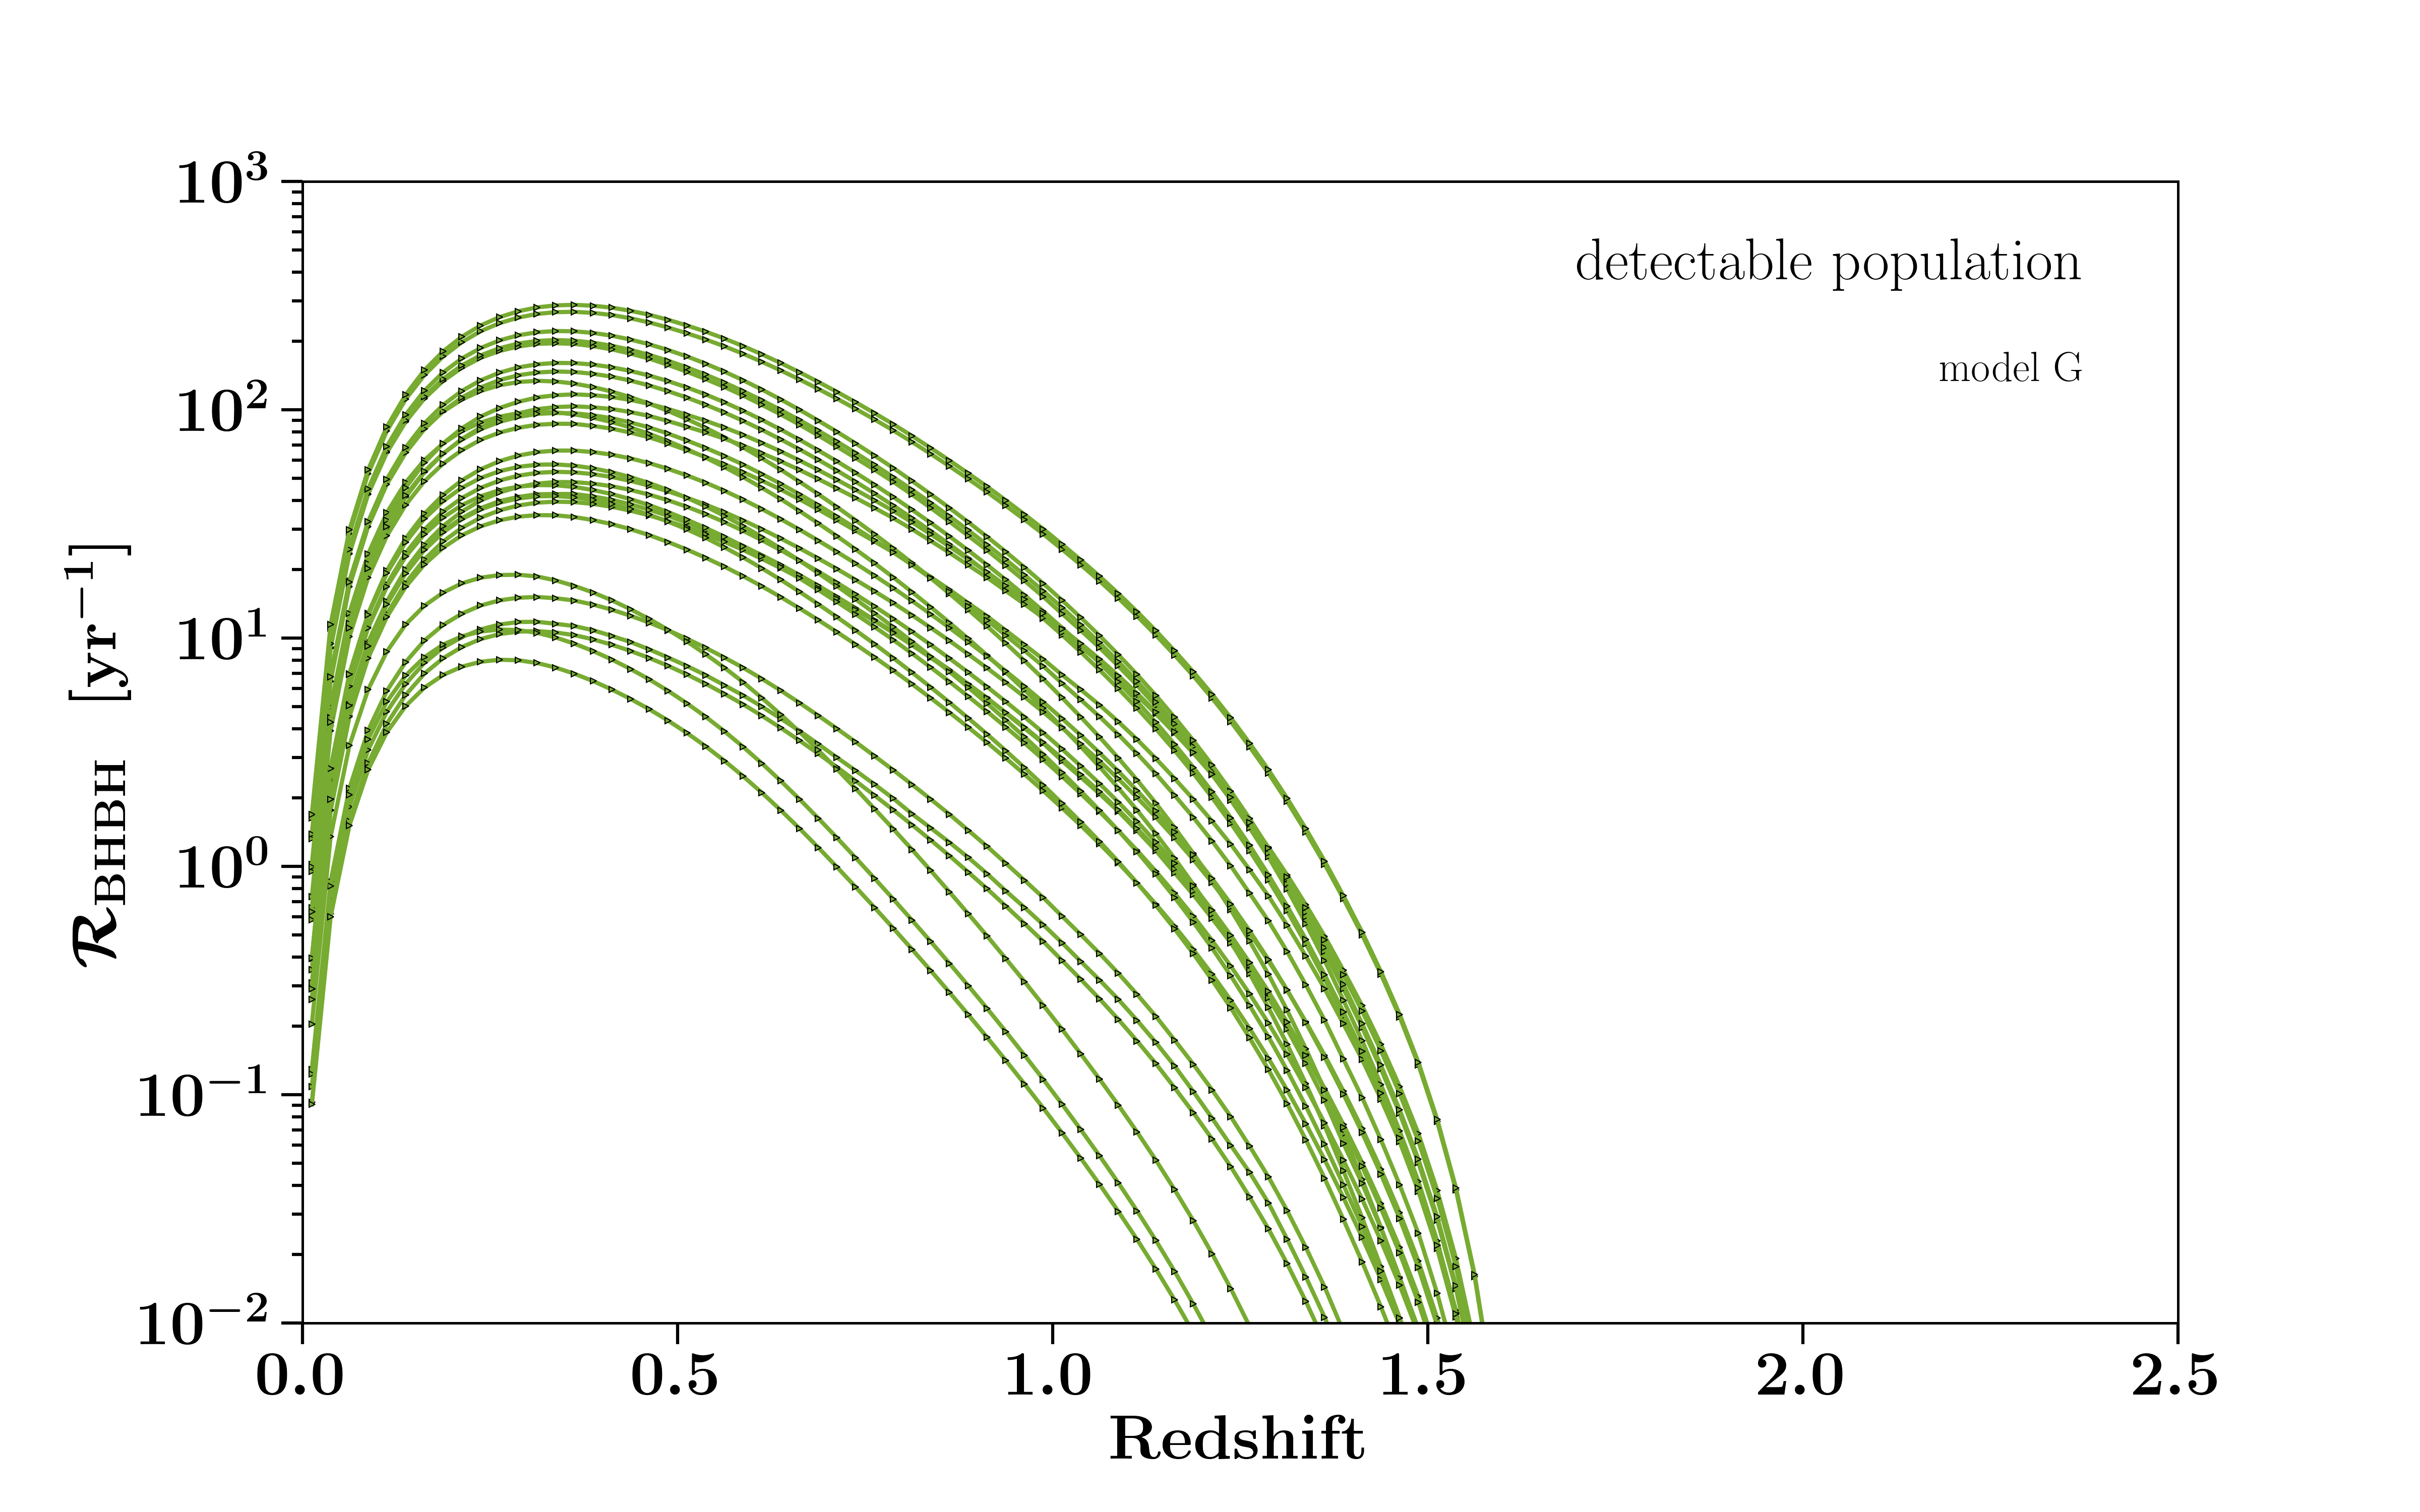 10³
detectable population
model G
10²
10¹
10⁰
10⁻¹
10⁻²
𝓡BHBH [yr⁻¹]
0.0 0.5 1.0 1.5 2.0 2.5
Redshift